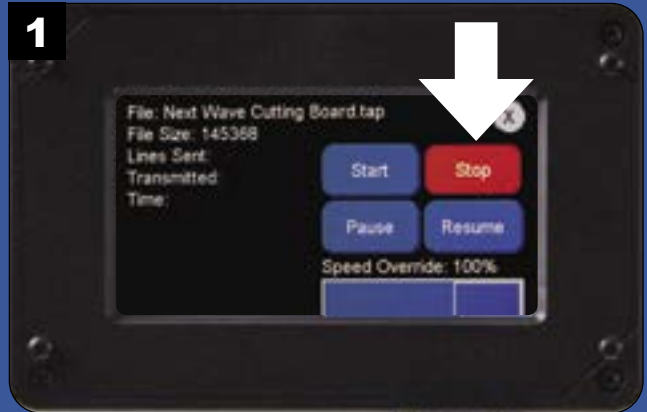 1
File: Next Wave Cutting Board.tap
X
File Size: 145368
Lines Sent:
Transmitted:
Time:
Start
Stop
Pause
Resume
Speed Override: 100%